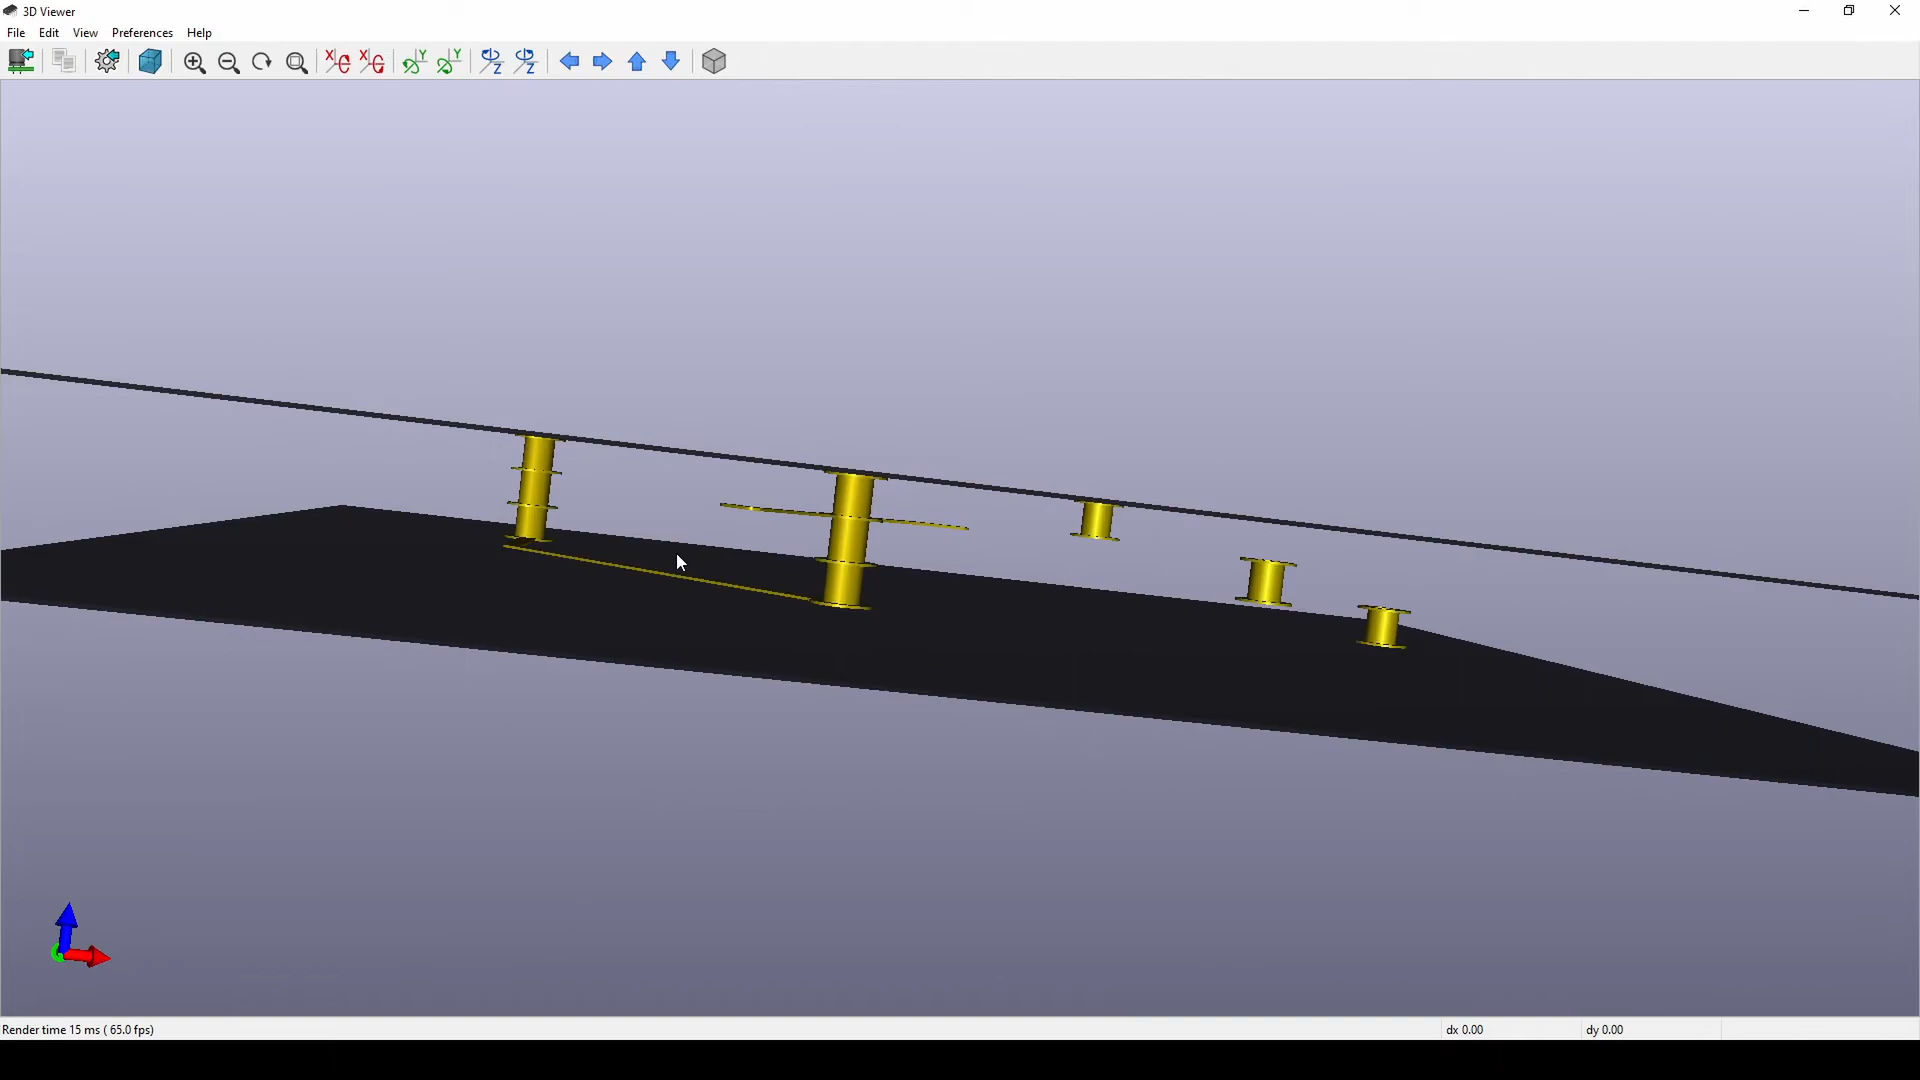 3D Viewer
File Edit View Preferences Help
X X Y Y Z Z
Render time 15 ms ( 65.0 fps) dx 0.00 dy 0.00